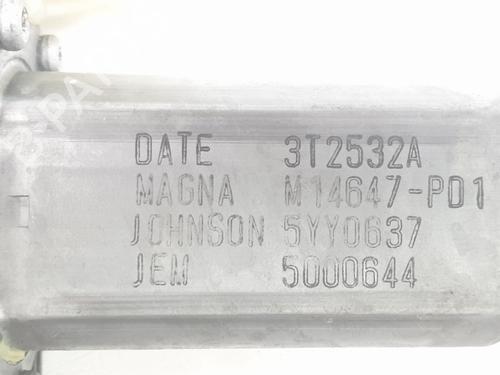 DATE 3T2532A
MAGNA M14647-PD1
JOHNSON 5YY0637
JEM 5000644